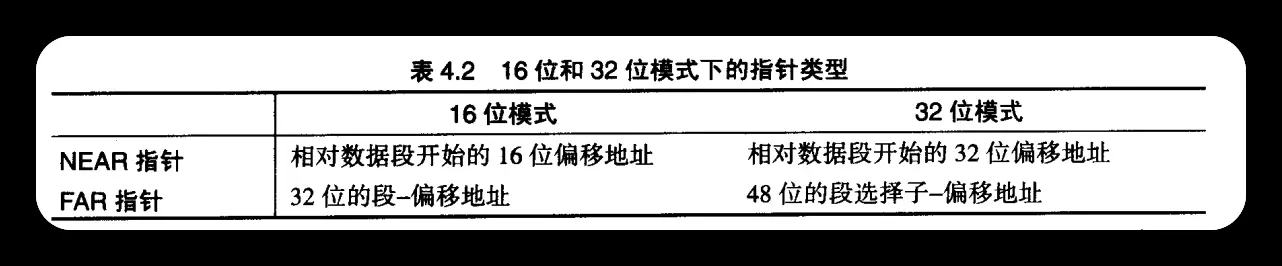 表 4.2 16 位和 32 位模式下的指针类型
16 位模式 32 位模式
NEAR 指针 相对数据段开始的 16 位偏移地址 相对数据段开始的 32 位偏移地址
FAR 指针 32 位的段–偏移地址 48 位的段选择子–偏移地址